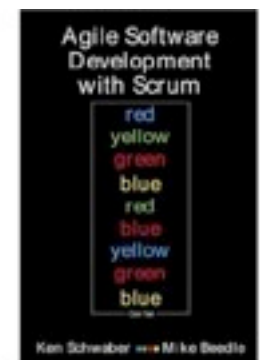 Agile Software
Development
with Scrum
red
yellow
green
blue
red
blue
yellow
green
blue
Ken Schwaber Mike Beedle